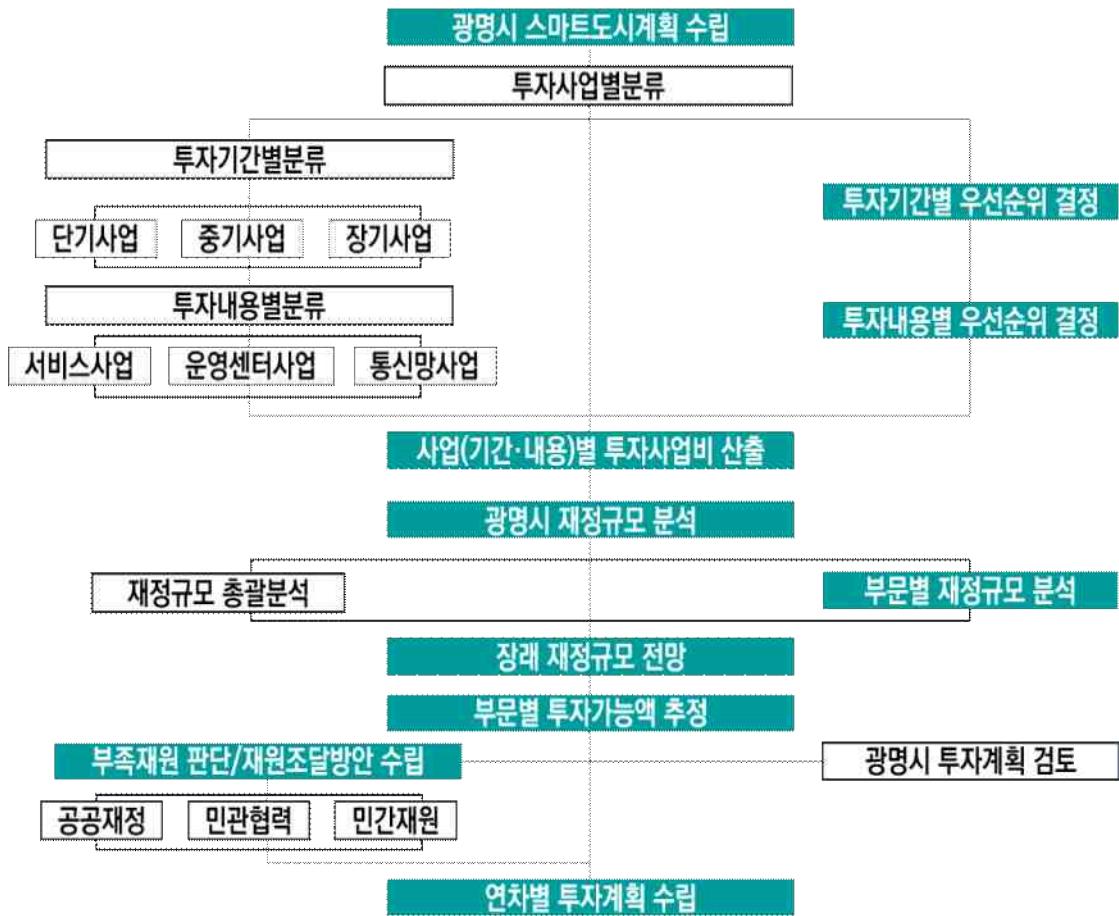 광명시 스마트도시계획 수립
투자사업별분류
투자기간별분류
투자기간별 우선순위 결정
단기사업 중기사업 장기사업
투자내용별분류
투자내용별 우선순위 결정
서비스사업 운영센터사업 통신망사업
사업(기간·내용)별 투자사업비 산출
광명시 재정규모 분석
재정규모 총괄분석
부문별 재정규모 분석
장래 재정규모 전망
부문별 투자가능액 추정
부족재원 판단/재원조달방안 수립
광명시 투자계획 검토
공공재정 민관협력 민간재원
연차별 투자계획 수립